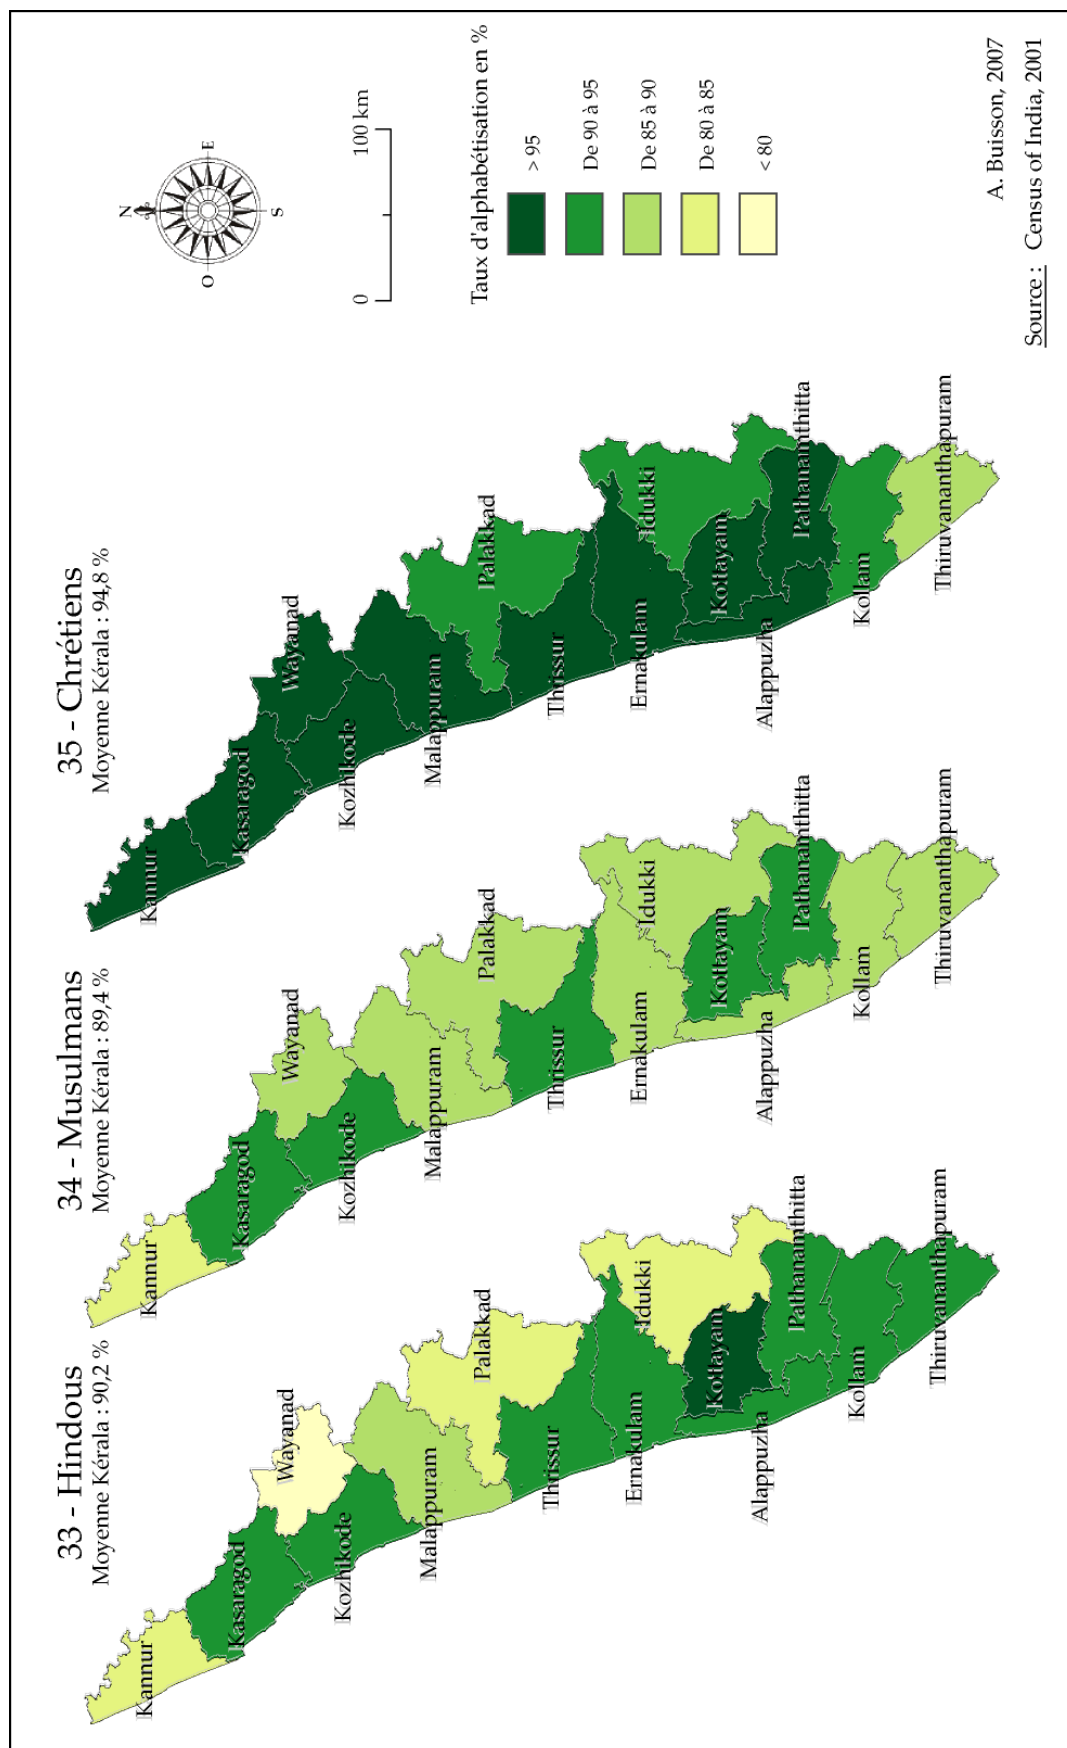 33 - Hindous
Moyenne Kérala : 90,2 %
Kannur
Kasaragod
Wayanad
Kozhikode
Malappuram
Palakkad
Thrissur
Ernakulam
Idukki
Kottayam
Alappuzha
Pathanamthitta
Kollam
Thiruvananthapuram
34 - Musulmans
Moyenne Kérala : 89,4 %
Kannur
Kasaragod
Wayanad
Kozhikode
Malappuram
Palakkad
Thrissur
Ernakulam
Idukki
Kottayam
Alappuzha
Pathanamthitta
Kollam
Thiruvananthapuram
35 - Chrétiens
Moyenne Kérala : 94,8 %
Kannur
Kasaragod
Wayanad
Kozhikode
Malappuram
Palakkad
Thrissur
Ernakulam
Idukki
Kottayam
Alappuzha
Pathanamthitta
Kollam
Thiruvananthapuram
N
O
E
S
0
100 km
Taux d'alphabétisation en %
> 95
De 90 à 95
De 85 à 90
De 80 à 85
< 80
A. Buisson, 2007
Source : Census of India, 2001